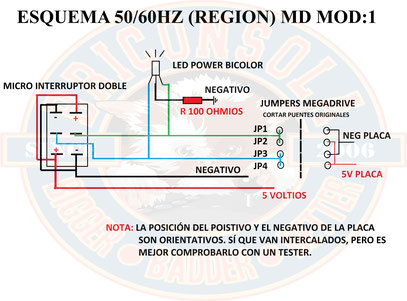 ESQUEMA 50/60HZ (REGION) MD MOD:1
LED POWER BICOLOR
MICRO INTERRUPTOR DOBLE
NEGATIVO
R 100 OHMIOS
JUMPERS MEGADRIVE
CORTAR PUENTES ORIGINALES
JP1
JP2
JP3
JP4
NEG PLACA
5V PLACA
NEGATIVO
5 VOLTIOS
NOTA: LA POSICIÓN DEL POISTIVO Y EL NEGATIVO DE LA PLACA
SON ORIENTATIVOS. SÍ QUE VAN INTERCALADOS, PERO ES
MEJOR COMPROBARLO CON UN TESTER.